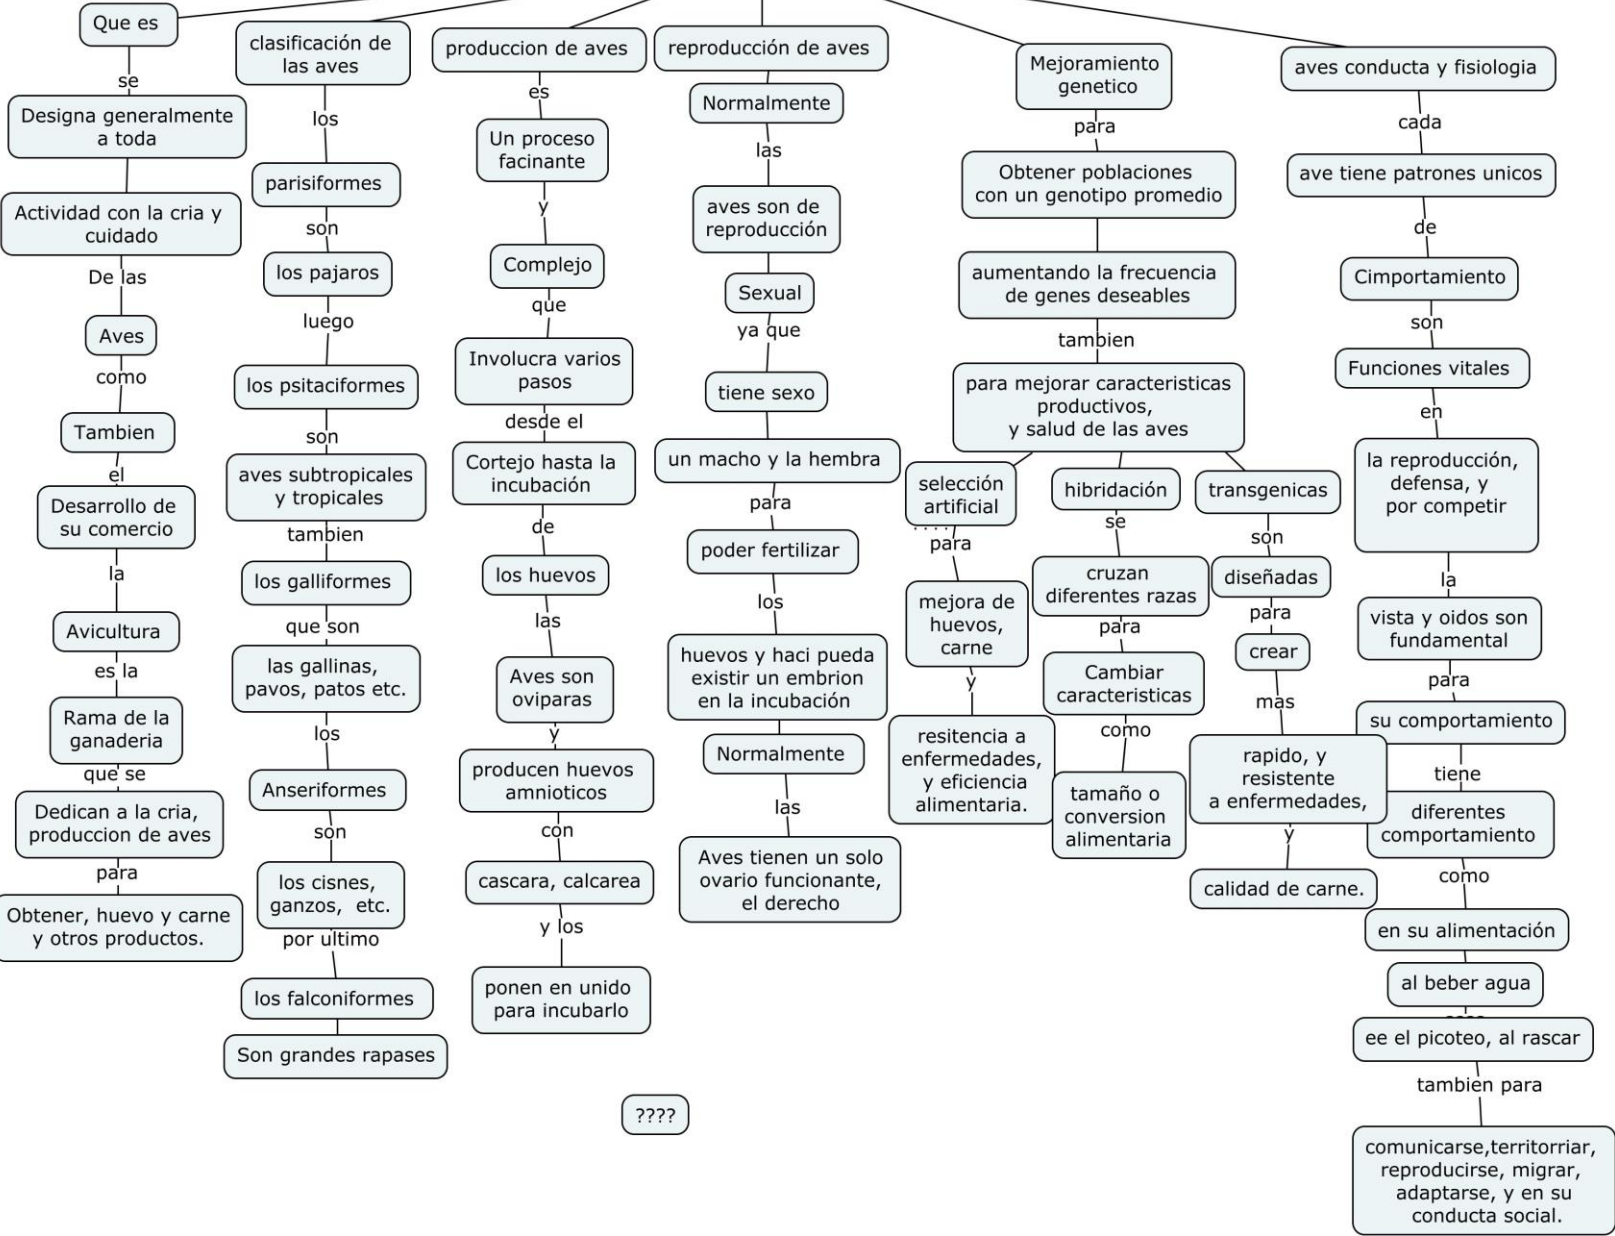 Que es
se
Designa generalmente
a toda
Actividad con la cria y
cuidado
De las
Aves
como
Tambien
el
Desarrollo de
su comercio
la
Avicultura
es la
Rama de la
ganaderia
que se
Dedican a la cria,
produccion de aves
para
Obtener, huevo y carne
y otros productos.
clasificación de
las aves
los
parisiformes
son
los pajaros
luego
los psitaciformes
son
aves subtropicales
y tropicales
tambien
los galliformes
que son
las gallinas,
pavos, patos etc.
los
Anseriformes
son
los cisnes,
ganzos, etc.
por ultimo
los falconiformes
Son grandes rapases
produccion de aves
es
Un proceso
facinante
y
Complejo
que
Involucra varios
pasos
desde el
Cortejo hasta la
incubación
de
los huevos
las
Aves son
oviparas
y
producen huevos
amnioticos
con
cascara, calcarea
y los
ponen en unido
para incubarlo
reproducción de aves
Normalmente
las
aves son de
reproducción
Sexual
ya que
tiene sexo
un macho y la hembra
para
poder fertilizar
los
huevos y haci pueda
existir un embrion
en la incubación
Normalmente
las
Aves tienen un solo
ovario funcionante,
el derecho
Mejoramiento
genetico
para
Obtener poblaciones
con un genotipo promedio
aumentando la frecuencia
de genes deseables
tambien
para mejorar caracteristicas
productivos,
y salud de las aves
selección
artificial
para
mejora de
huevos,
carne
y
resitencia a
enfermedades,
y eficiencia
alimentaria.
hibridación
se
cruzan
diferentes razas
para
Cambiar
caracteristicas
como
tamaño o
conversion
alimentaria
transgenicas
son
diseñadas
para
crear
mas
rapido, y
resistente
a enfermedades,
y
calidad de carne.
aves conducta y fisiologia
cada
ave tiene patrones unicos
de
Cimportamiento
son
Funciones vitales
en
la reproducción,
defensa, y
por competir
la
vista y oidos son
fundamental
para
su comportamiento
tiene
diferentes
comportamiento
como
en su alimentación
al beber agua
ee el picoteo, al rascar
tambien para
comunicarse,territorriar,
reproducirse, migrar,
adaptarse, y en su
conducta social.
????